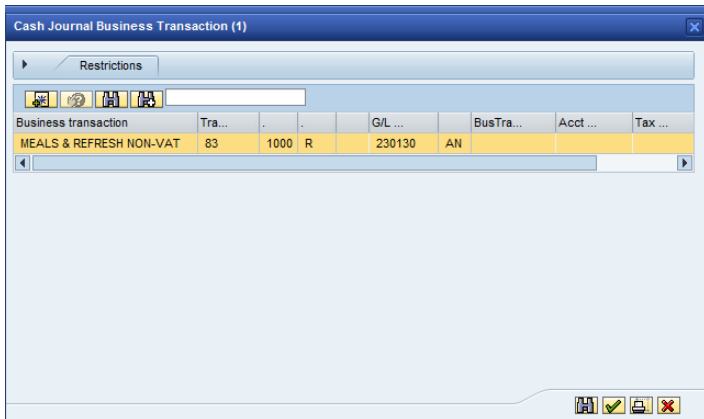 Cash Journal Business Transaction (1)
Restrictions
Business transaction Tra... . . G/L ... BusTra... Acct ... Tax ...
MEALS & REFRESH NON-VAT 83 1000 R 230130 AN